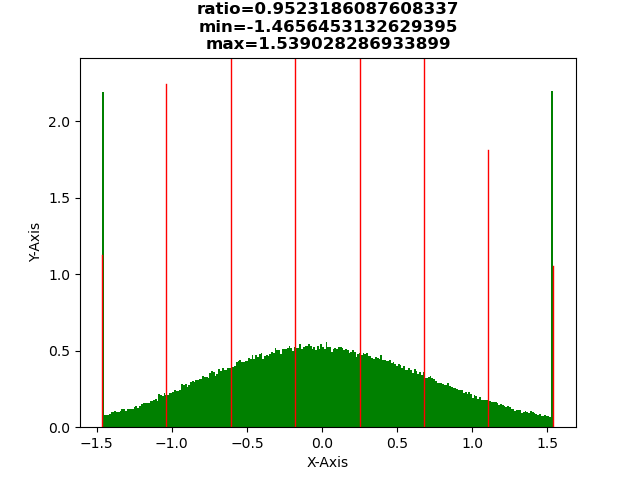 ratio=0.9523186087608337
min=-1.4656453132629395
max=1.539028286933899
2.0
1.5
1.0
0.5
0.0
Y-Axis
−1.5 −1.0 −0.5 0.0 0.5 1.0 1.5
X-Axis